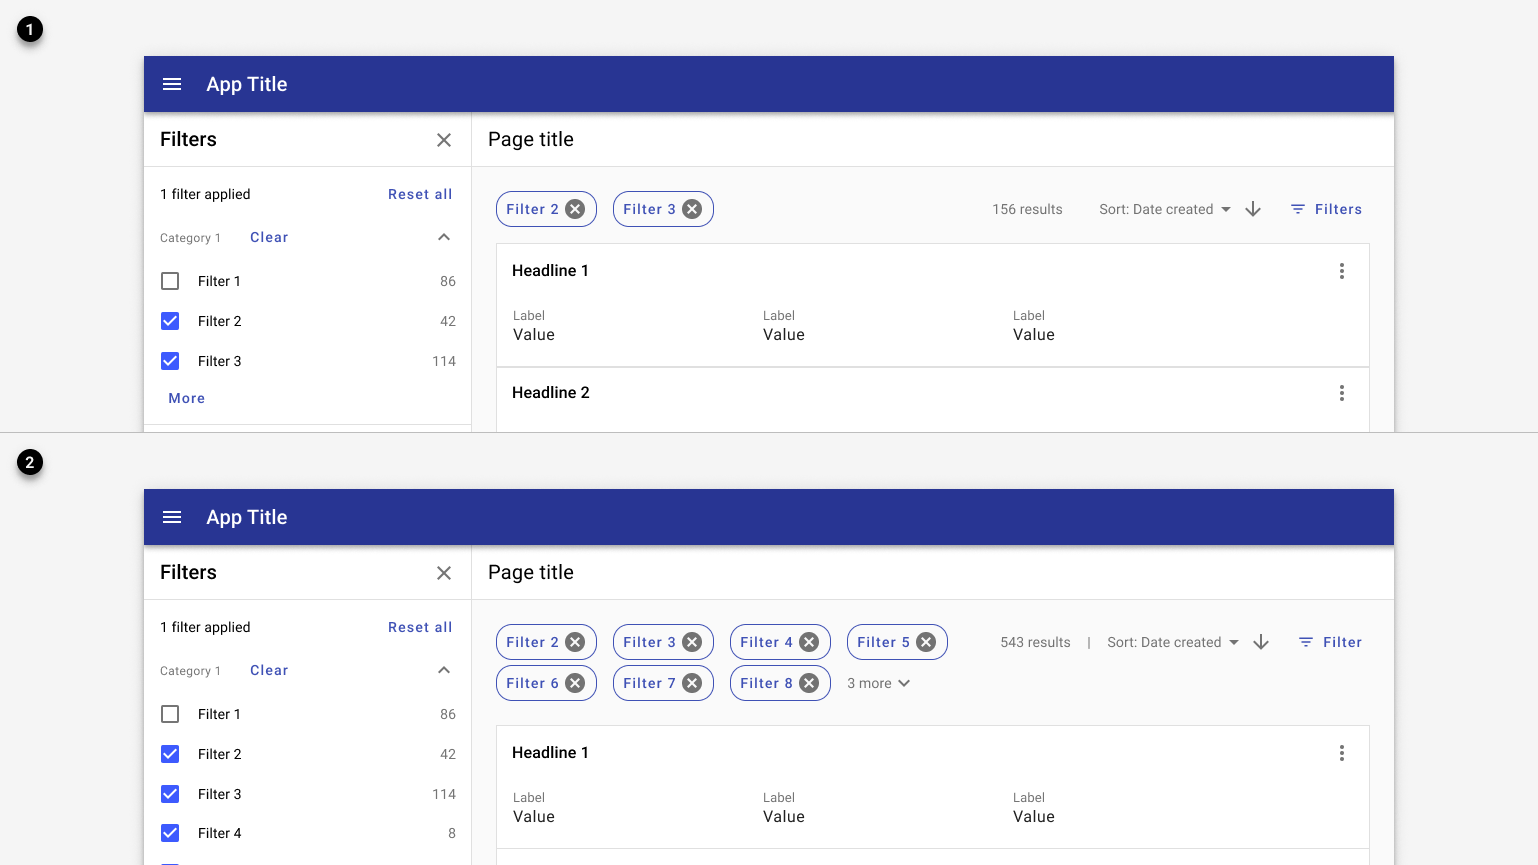 1
App Title
Filters
Page title
1 filter applied
Reset all
Filter 2
Filter 3
156 results
Sort: Date created
Filters
Category 1
Clear
Filter 1
86
Filter 2
42
Filter 3
114
More
Headline 1
Label
Label
Label
Value
Value
Value
Headline 2
2
App Title
Filters
Page title
1 filter applied
Reset all
Filter 2
Filter 3
Filter 4
Filter 5
543 results
|
Sort: Date created
Filter
Filter 6
Filter 7
Filter 8
3 more
Category 1
Clear
Filter 1
86
Filter 2
42
Filter 3
114
Filter 4
8
Headline 1
Label
Label
Label
Value
Value
Value